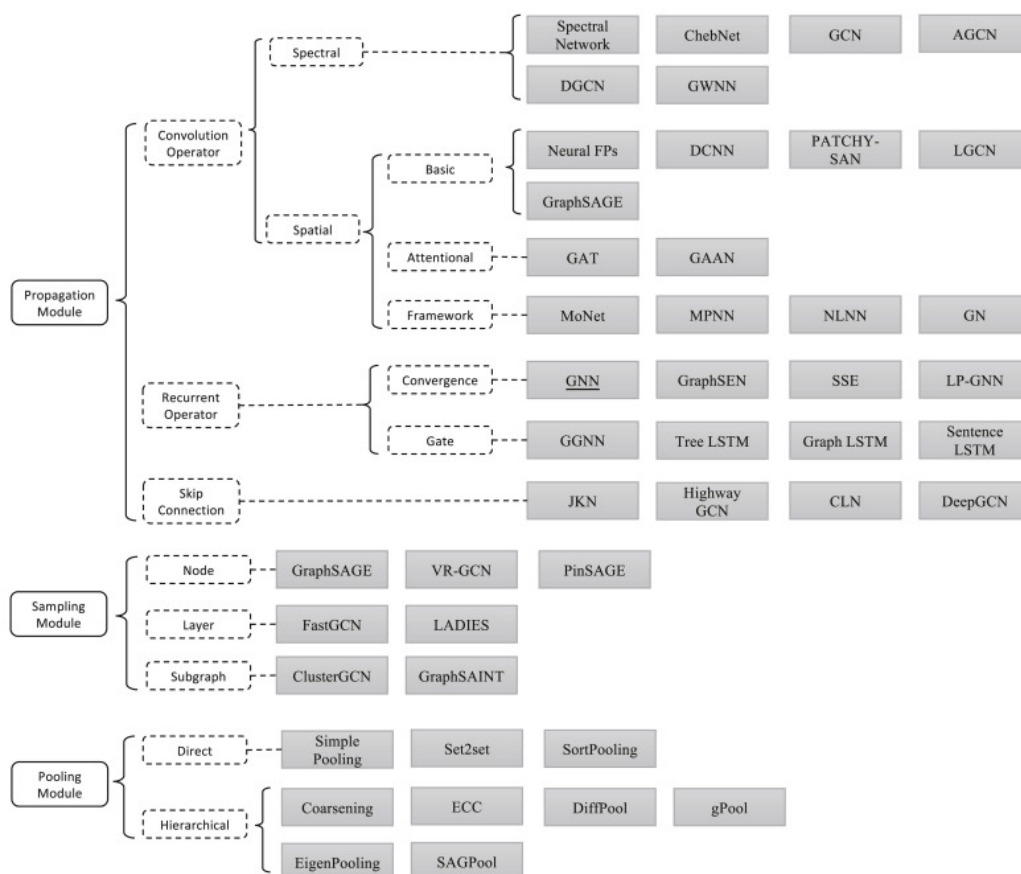 Spectral
Network
ChebNet
GCN
AGCN
Spectral
DGCN
GWNN
Convolution
Operator
Neural FPs
DCNN
PATCHY-
SAN
LGCN
Basic
GraphSAGE
Spatial
Attentional
GAT
GAAN
Propagation
Module
Framework
MoNet
MPNN
NLNN
GN
Convergence
GNN
GraphSEN
SSE
LP-GNN
Recurrent
Operator
Gate
GGNN
Tree LSTM
Graph LSTM
Sentence
LSTM
Skip
Connection
JKN
Highway
GCN
CLN
DeepGCN
Node
GraphSAGE
VR-GCN
PinSAGE
Sampling
Module
Layer
FastGCN
LADIES
Subgraph
ClusterGCN
GraphSAINT
Direct
Simple
Pooling
Set2set
SortPooling
Pooling
Module
Hierarchical
Coarsening
ECC
DiffPool
gPool
EigenPooling
SAGPool